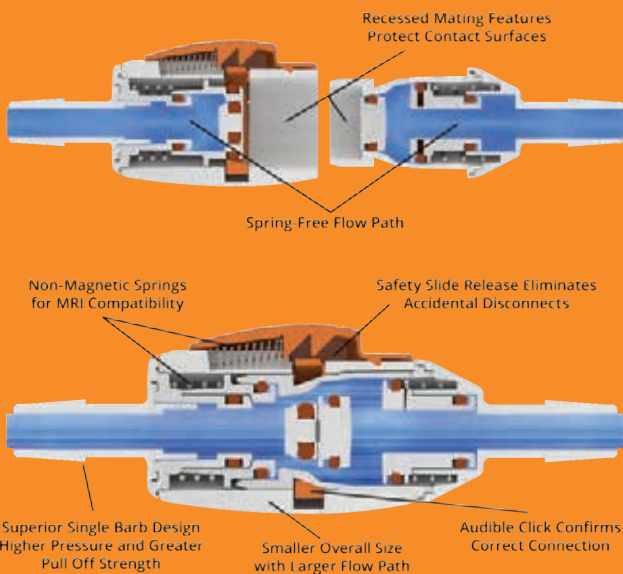 Recessed Mating Features
Protect Contact Surfaces
Spring-Free Flow Path
Non-Magnetic Springs
for MRI Compatibility
Safety Slide Release Eliminates
Accidental Disconnects
Superior Single Barb Design
Higher Pressure and Greater
Pull Off Strength
Smaller Overall Size
with Larger Flow Path
Audible Click Confirms
Correct Connection